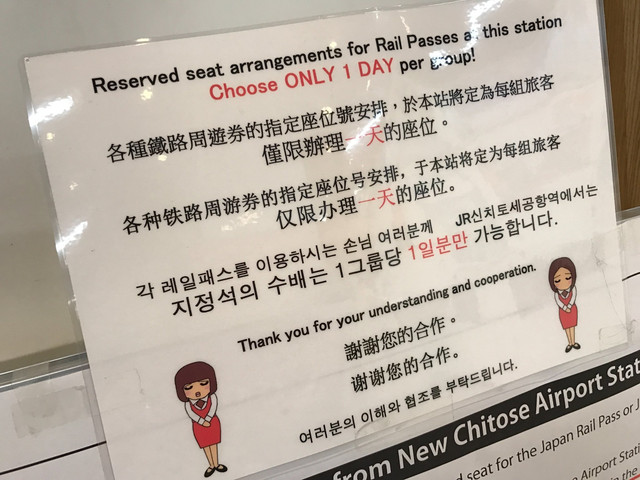 Reserved seat arrangements for Rail Passes at this station
Choose ONLY 1 DAY per group!
各種鐵路周遊券的指定座位號安排，於本站將定為每組旅客
僅限辦理一天的座位。
各种铁路周游券的指定座位号安排，于本站将定为每组旅客
仅限办理一天的座位。
각 레일패스를 이용하시는 손님 여러분께 JR신치토세공항역에서는
지정석의 수배는 1그룹당 1일분만 가능합니다.
Thank you for your understanding and cooperation.
謝謝您的合作。
谢谢您的合作。
여러분의 이해와 협조를 부탁드립니다.
from New Chitose Airport Stat
seat for the Japan Rail Pass or J
Airport Stati
in the